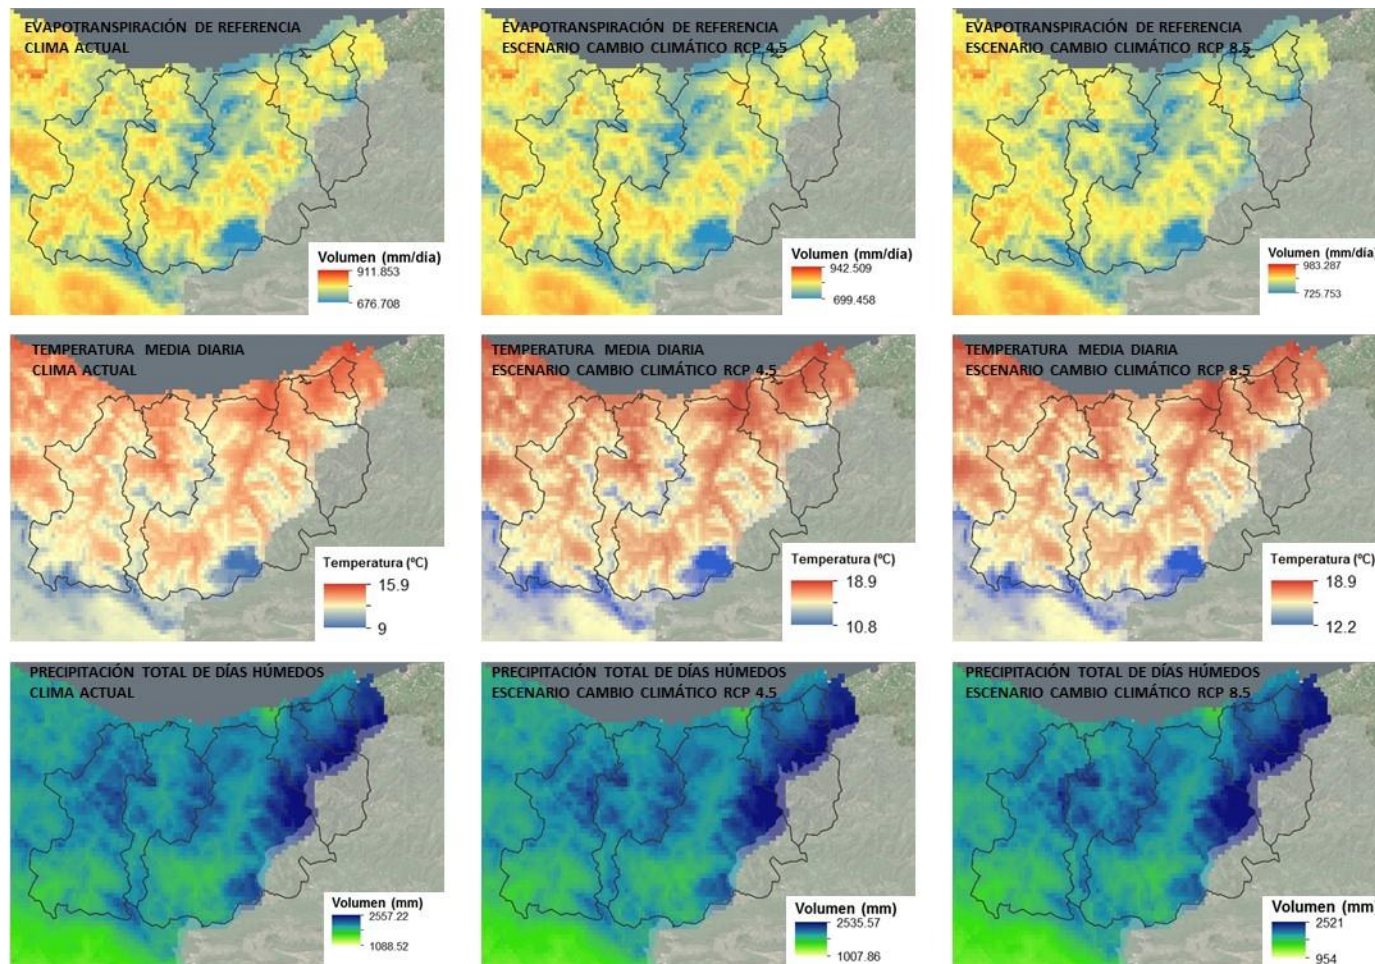 EVAPOTRANSPIRACIÓN DE REFERENCIA
CLIMA ACTUAL
Volumen (mm/día)
911.853
676.708
EVAPOTRANSPIRACIÓN DE REFERENCIA
ESCENARIO CAMBIO CLIMÁTICO RCP 4.5
Volumen (mm/día)
942.509
699.458
EVAPOTRANSPIRACIÓN DE REFERENCIA
ESCENARIO CAMBIO CLIMÁTICO RCP 8.5
Volumen (mm/día)
983.287
725.753
TEMPERATURA MEDIA DIARIA
CLIMA ACTUAL
Temperatura (ºC)
15.9
9
TEMPERATURA MEDIA DIARIA
ESCENARIO CAMBIO CLIMÁTICO RCP 4.5
Temperatura (ºC)
18.9
10.8
TEMPERATURA MEDIA DIARIA
ESCENARIO CAMBIO CLIMÁTICO RCP 8.5
Temperatura (ºC)
18.9
12.2
PRECIPITACIÓN TOTAL DE DÍAS HÚMEDOS
CLIMA ACTUAL
Volumen (mm)
2557.22
1088.52
PRECIPITACIÓN TOTAL DE DÍAS HÚMEDOS
ESCENARIO CAMBIO CLIMÁTICO RCP 4.5
Volumen (mm)
2535.57
1007.86
PRECIPITACIÓN TOTAL DE DÍAS HÚMEDOS
ESCENARIO CAMBIO CLIMÁTICO RCP 8.5
Volumen (mm)
2521
954